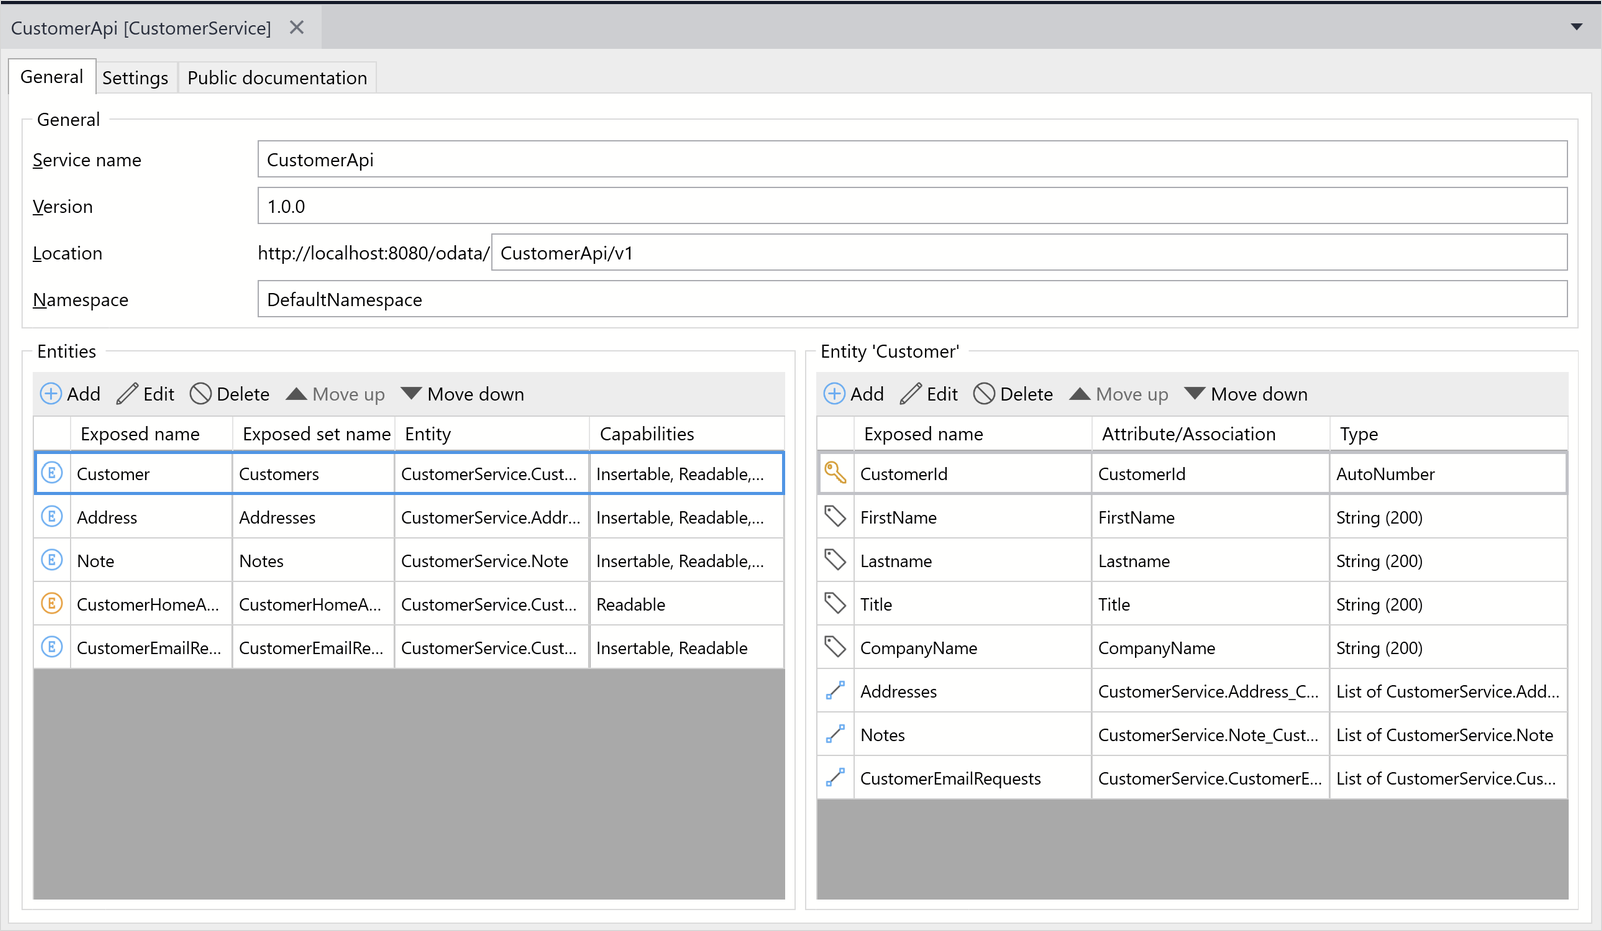 CustomerApi [CustomerService]
General Settings Public documentation
General
Service name CustomerApi
Version 1.0.0
Location http://localhost:8080/odata/ CustomerApi/v1
Namespace DefaultNamespace
Entities
Add Edit Delete Move up Move down
Exposed name Exposed set name Entity Capabilities
Customer Customers CustomerService.Cust... Insertable, Readable,...
Address Addresses CustomerService.Addr... Insertable, Readable,...
Note Notes CustomerService.Note Insertable, Readable,...
CustomerHomeA... CustomerHomeA... CustomerService.Cust... Readable
CustomerEmailRe... CustomerEmailRe... CustomerService.Cust... Insertable, Readable
Entity 'Customer'
Add Edit Delete Move up Move down
Exposed name Attribute/Association Type
CustomerId CustomerId AutoNumber
FirstName FirstName String (200)
Lastname Lastname String (200)
Title Title String (200)
CompanyName CompanyName String (200)
Addresses CustomerService.Address_C... List of CustomerService.Add...
Notes CustomerService.Note_Cust... List of CustomerService.Note
CustomerEmailRequests CustomerService.CustomerE... List of CustomerService.Cus...